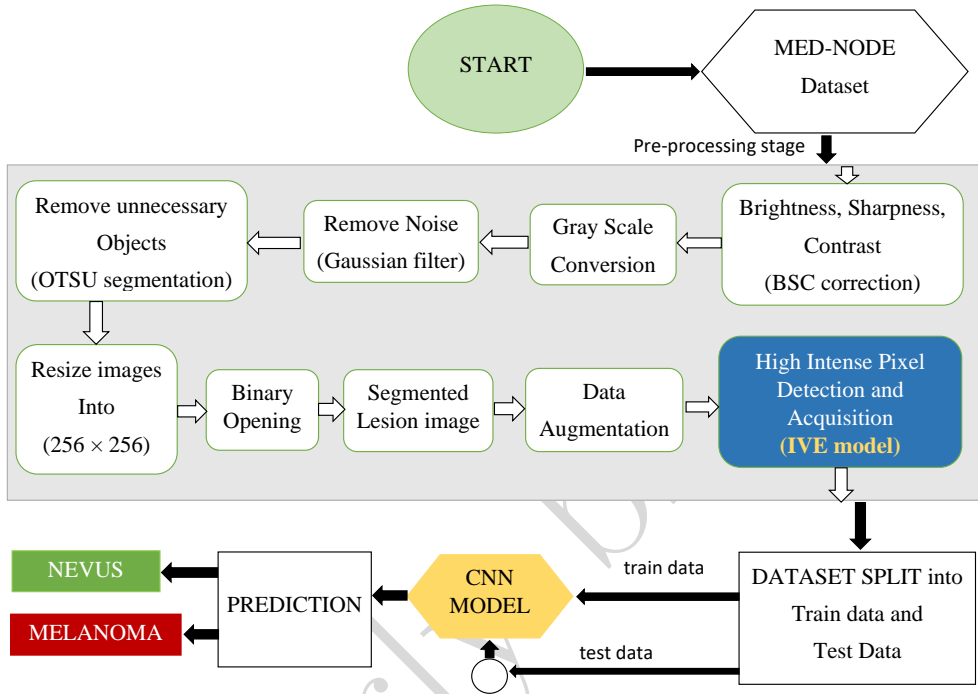 START
MED-NODE
Dataset
Pre-processing stage
Remove unnecessary
Objects
(OTSU segmentation)
Remove Noise
(Gaussian filter)
Gray Scale
Conversion
Brightness, Sharpness,
Contrast
(BSC correction)
Resize images
Into
(256 × 256)
Binary
Opening
Segmented
Lesion image
Data
Augmentation
High Intense Pixel
Detection and
Acquisition
(IVE model)
NEVUS
MELANOMA
PREDICTION
CNN
MODEL
train data
test data
DATASET SPLIT into
Train data and
Test Data